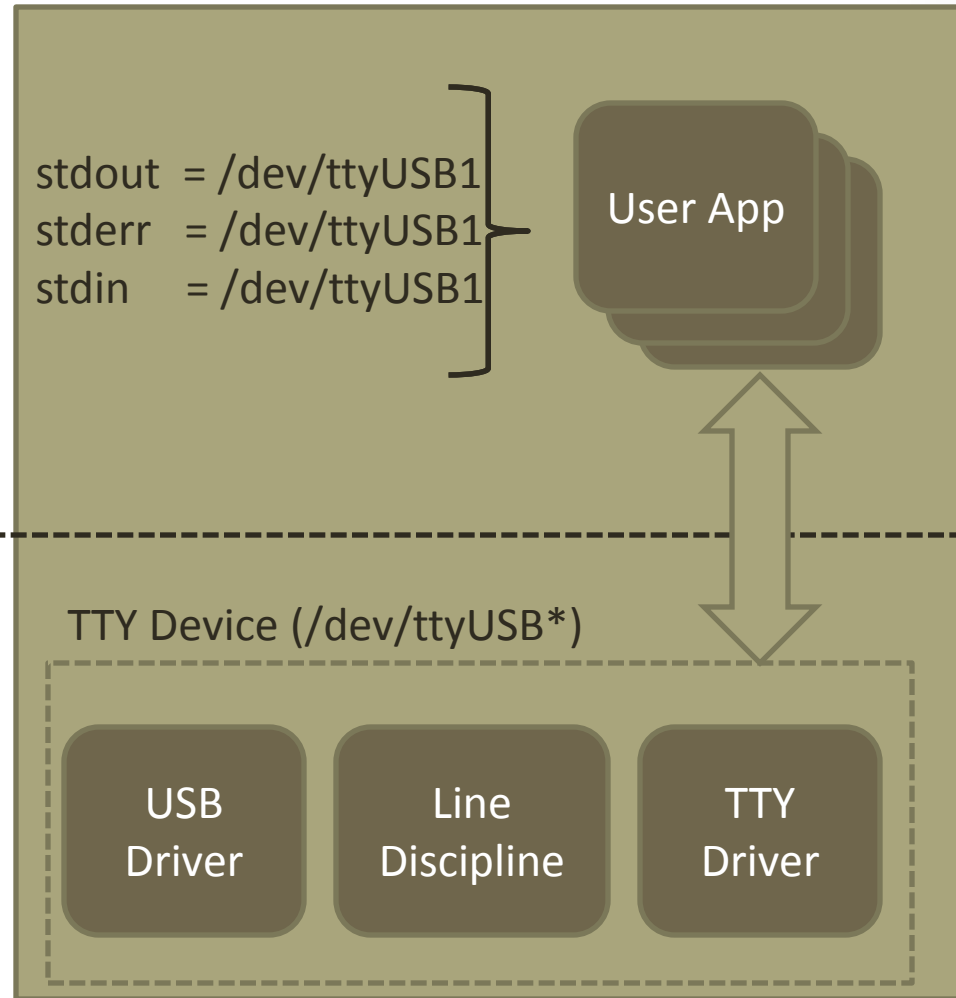 stdout = /dev/ttyUSB1
stderr = /dev/ttyUSB1
stdin = /dev/ttyUSB1
User App
TTY Device (/dev/ttyUSB*)
USB
Driver
Line
Discipline
TTY
Driver